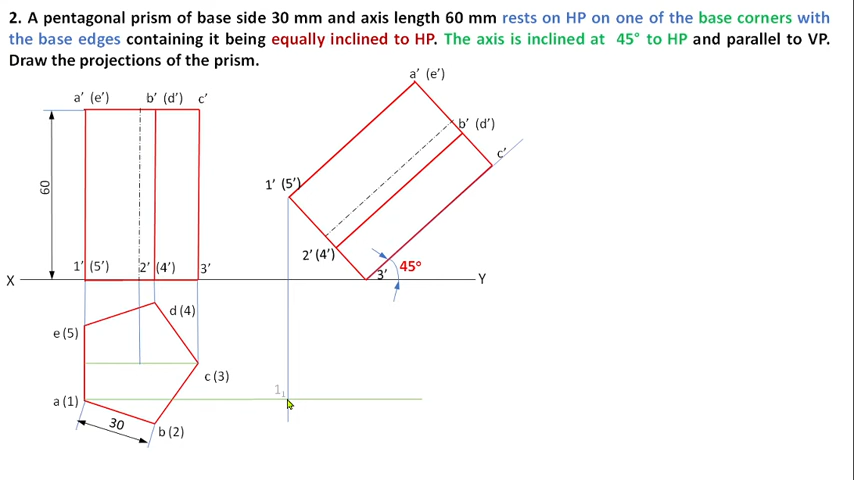 2. A pentagonal prism of base side 30 mm and axis length 60 mm rests on HP on one of the base corners with
the base edges containing it being equally inclined to HP. The axis is inclined at 45° to HP and parallel to VP.
Draw the projections of the prism.
a' (e')
a' (e') b' (d') c'
b' (d')
c'
60
1' (5')
2' (4')
1' (5') 2' (4') 3'
45°
3'
X Y
d (4)
e (5)
c (3)
1₁
a (1)
30
b (2)